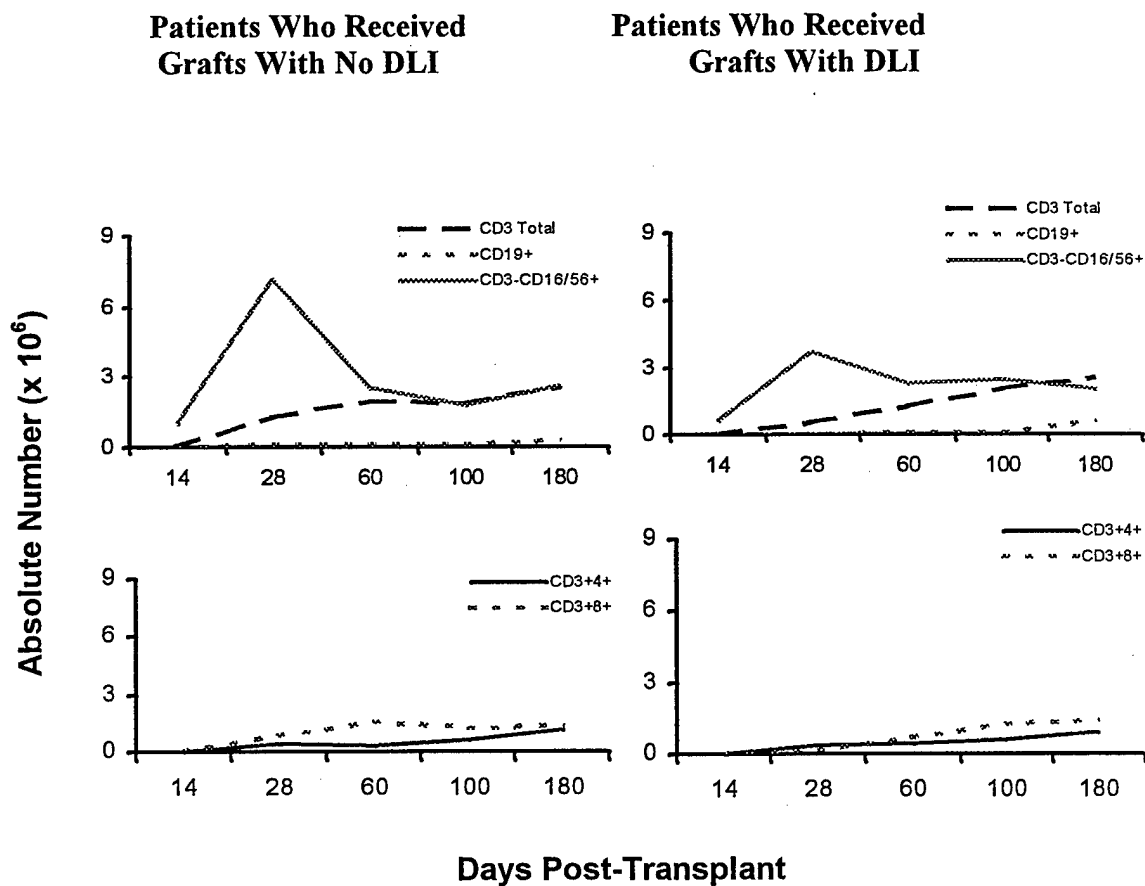 Patients Who Received
Grafts With No DLI
Patients Who Received
Grafts With DLI
Absolute Number (x 10⁶)
CD3 Total
CD19+
CD3-CD16/56+
9
6
3
0
14 28 60 100 180
CD3 Total
CD19+
CD3-CD16/56+
9
6
3
0
14 28 60 100 180
CD3+4+
CD3+8+
9
6
3
0
14 28 60 100 180
CD3+4+
CD3+8+
9
6
3
0
14 28 60 100 180
Days Post-Transplant